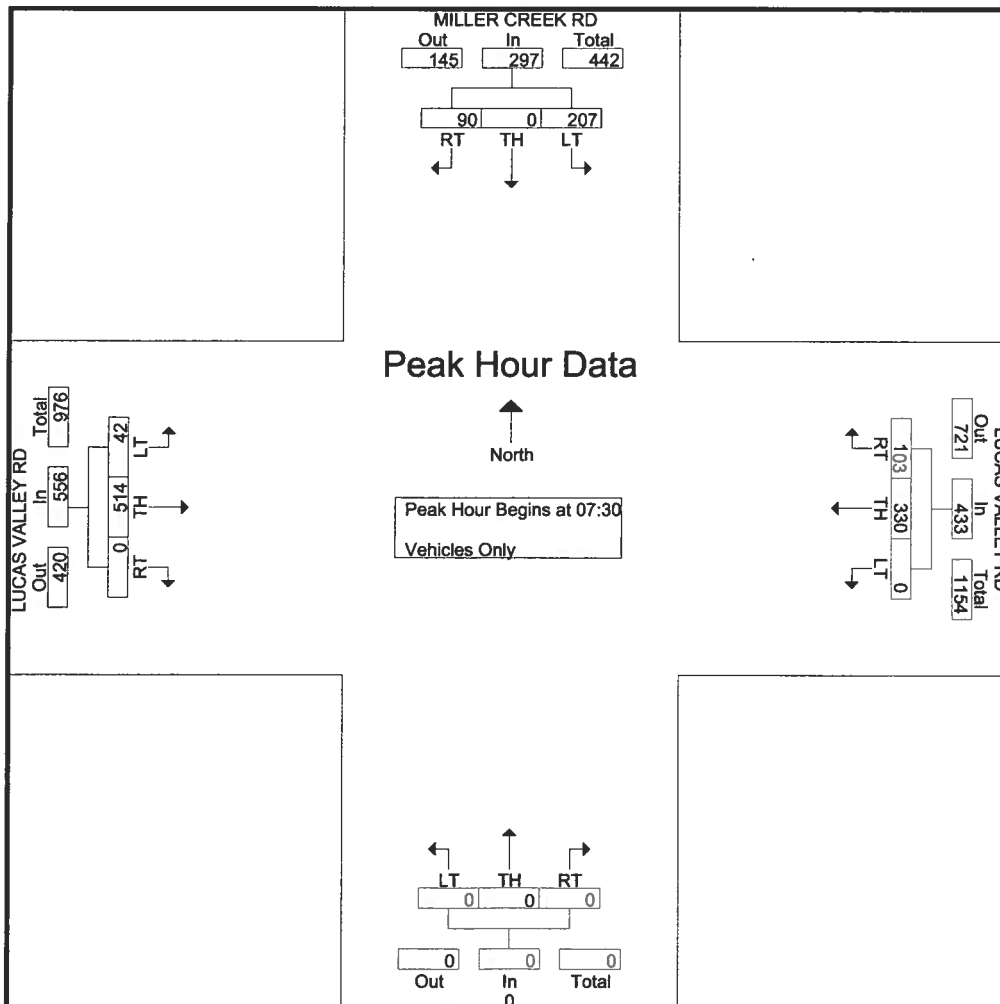 MILLER CREEK RD
Out In Total
145 297 442
90 0 207
RT TH LT
Peak Hour Data
North
Peak Hour Begins at 07:30
Vehicles Only
LUCAS VALLEY RD
Out In Total
420 556 976
42 514 0
LT TH RT
LUCAS VALLEY RD
Out In Total
721 433 1154
103 330 0
RT TH LT
LT TH RT
0 0 0
0 0 0
Out In Total
0